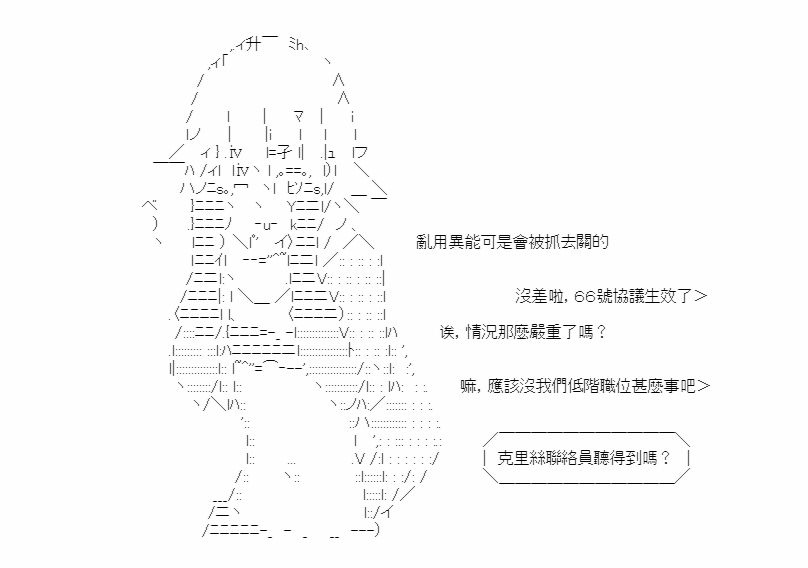 亂用異能可是會被抓去關的
沒差啦，66號協議生效了＞
诶，情況那麼嚴重了嗎？
嘛，應該沒我們低階職位甚麼事吧＞
克里絲聯絡員聽得到嗎？